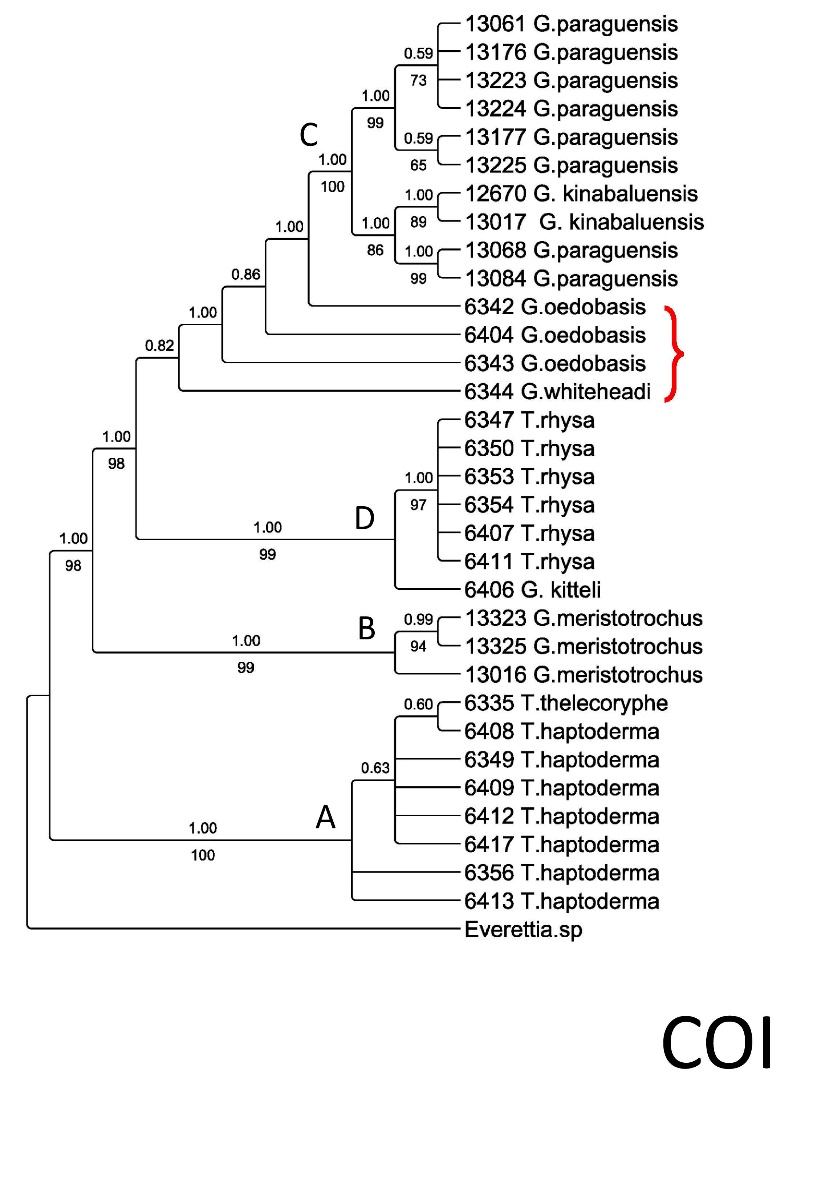 13061 G.paraguensis
0.59
13176 G.paraguensis
73
13223 G.paraguensis
1.00
13224 G.paraguensis
99
C
0.59
13177 G.paraguensis
65
13225 G.paraguensis
1.00
100
1.00
12670 G. kinabaluensis
89
13017 G. kinabaluensis
1.00
1.00
86
1.00
13068 G.paraguensis
99
13084 G.paraguensis
0.86
6342 G.oedobasis
1.00
6404 G.oedobasis
0.82
6343 G.oedobasis
6344 G.whiteheadi
6347 T.rhysa
1.00
98
6350 T.rhysa
1.00
97
6353 T.rhysa
6354 T.rhysa
D
1.00
99
6407 T.rhysa
1.00
98
6411 T.rhysa
6406 G. kitteli
0.99
13323 G.meristotrochus
B
94
13325 G.meristotrochus
1.00
99
13016 G.meristotrochus
0.60
6335 T.thelecoryphe
6408 T.haptoderma
0.63
6349 T.haptoderma
6409 T.haptoderma
A
6412 T.haptoderma
1.00
100
6417 T.haptoderma
6356 T.haptoderma
6413 T.haptoderma
Everettia.sp
COI